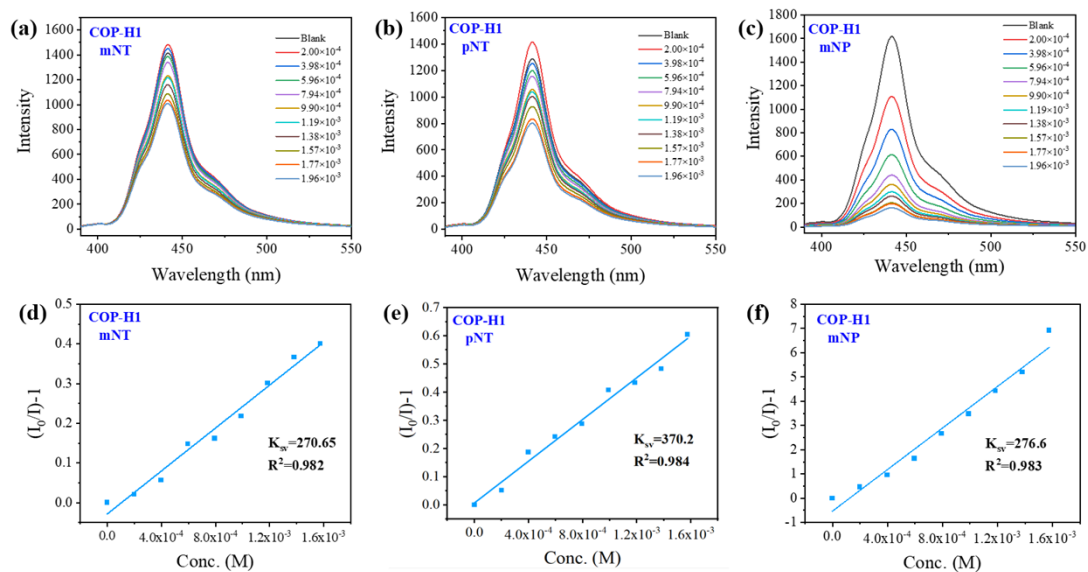 (a)
COP-H1
mNT
Blank
2.00×10⁻⁴
3.98×10⁻⁴
5.96×10⁻⁴
7.94×10⁻⁴
9.90×10⁻⁴
1.19×10⁻³
1.38×10⁻³
1.57×10⁻³
1.77×10⁻³
1.96×10⁻³
1600
1400
1200
1000
800
600
400
200
0
Intensity
400
450
500
550
Wavelength (nm)
(b)
COP-H1
pNT
Blank
2.00×10⁻⁴
3.98×10⁻⁴
5.96×10⁻⁴
7.94×10⁻⁴
9.90×10⁻⁴
1.19×10⁻³
1.38×10⁻³
1.57×10⁻³
1.77×10⁻³
1.96×10⁻³
1600
1400
1200
1000
800
600
400
200
0
Intensity
400
450
500
550
Wavelength (nm)
(c)
COP-H1
mNP
Blank
2.00×10⁻⁴
3.98×10⁻⁴
5.96×10⁻⁴
7.94×10⁻⁴
9.90×10⁻⁴
1.19×10⁻³
1.38×10⁻³
1.57×10⁻³
1.77×10⁻³
1.96×10⁻³
1800
1600
1400
1200
1000
800
600
400
200
0
Intensity
400
450
500
550
Wavelength (nm)
(d)
COP-H1
mNT
0.5
0.4
0.3
0.2
0.1
0.0
(I₀/I)-1
Kₛᵥ=270.65
R²=0.982
0.0
4.0x10⁻⁴
8.0x10⁻⁴
1.2x10⁻³
1.6x10⁻³
Conc. (M)
(e)
COP-H1
pNT
0.7
0.6
0.5
0.4
0.3
0.2
0.1
0.0
(I₀/I)-1
Kₛᵥ=370.2
R²=0.984
0.0
4.0x10⁻⁴
8.0x10⁻⁴
1.2x10⁻³
1.6x10⁻³
Conc. (M)
(f)
COP-H1
mNP
8
7
6
5
4
3
2
1
0
-1
(I₀/I)-1
Kₛᵥ=276.6
R²=0.983
0.0
4.0x10⁻⁴
8.0x10⁻⁴
1.2x10⁻³
1.6x10⁻³
Conc. (M)